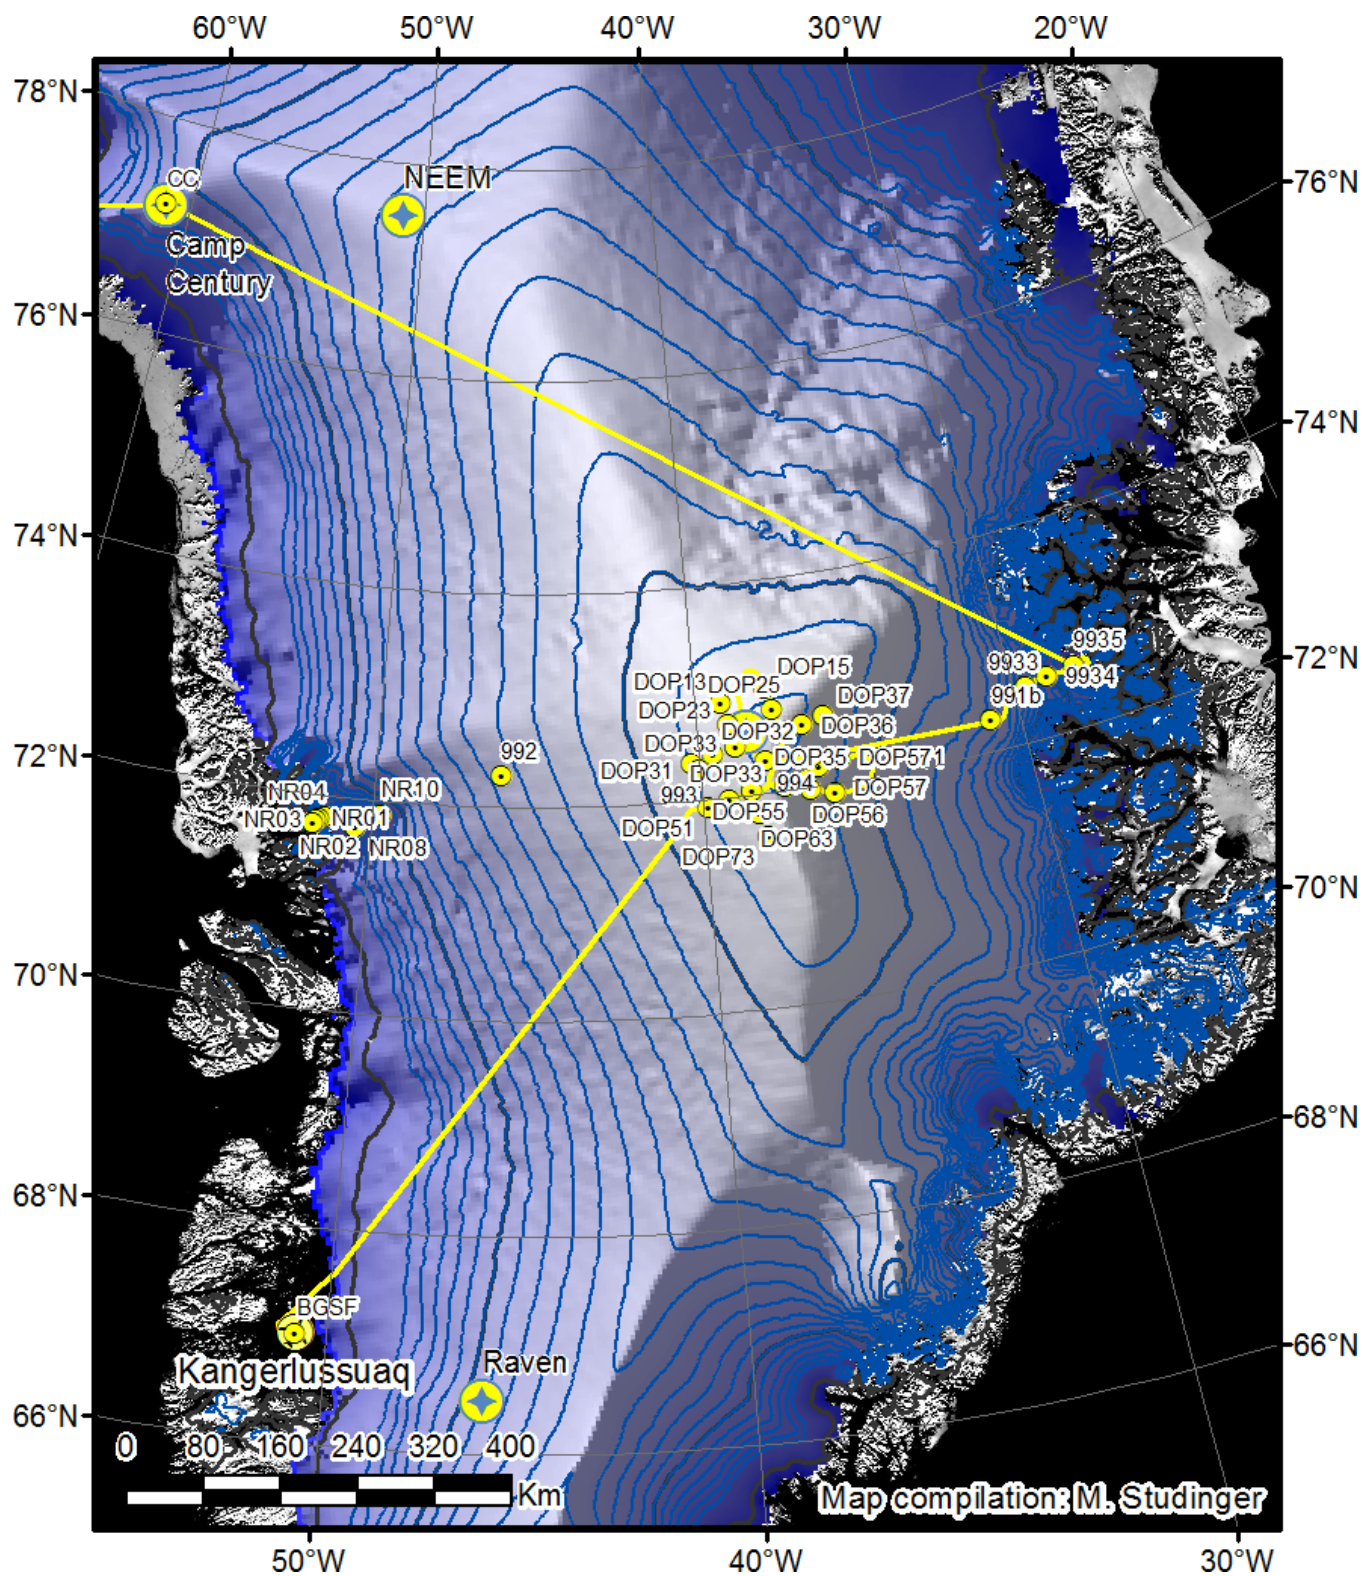 60°W 50°W 40°W 30°W 20°W
78°N
CC
NEEM
76°N
Camp
Century
76°N
74°N
74°N
72°N
9935
9933
9934
DOP15
DOP13
DOP25
991b
DOP37
DOP23
DOP36
DOP32
72°N
992
DOP33
DOP35
DOP571
DOP31
DOP33
994
DOP57
NR04
NR10
993
NR03
NR01
DOP55
DOP56
DOP51
DOP63
NR02
NR08
DOP73
70°N
70°N
68°N
68°N
BGSF
66°N
Raven
Kangerlussuaq
66°N
0 80 160 240 320 400
Km
Map compilation: M. Studinger
50°W 40°W 30°W